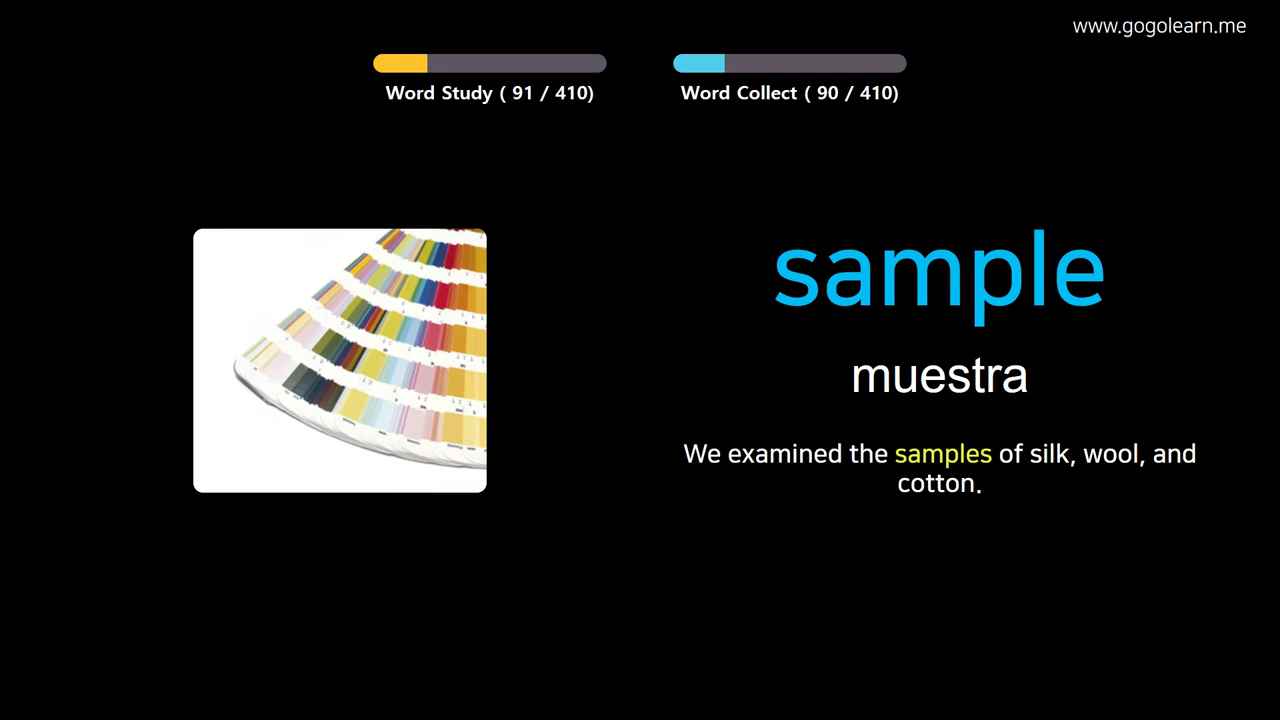 www.gogolearn.me
Word Study ( 91 / 410)
Word Collect ( 90 / 410)
sample
muestra
We examined the samples of silk, wool, and
cotton.